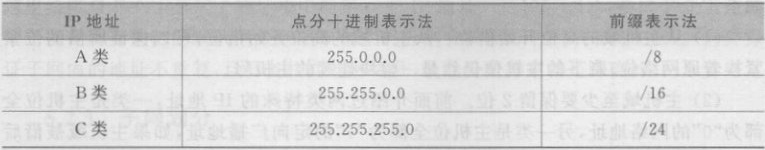 IP 地址 点分十进制表示法 前缀表示法
A 类 255.0.0.0 /8
B 类 255.255.0.0 /16
C 类 255.255.255.0 /24